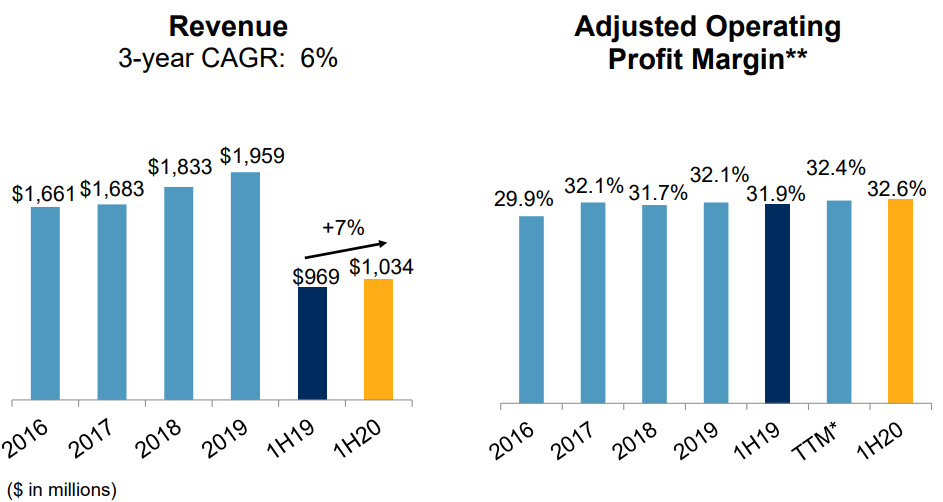 Revenue
3-year CAGR: 6%
$1,661
$1,683
$1,833
$1,959
+7%
$969
$1,034
2016
2017
2018
2019
1H19
1H20
($ in millions)
Adjusted Operating
Profit Margin**
29.9%
32.1%
31.7%
32.1%
31.9%
32.4%
32.6%
2016
2017
2018
2019
1H19
TTM*
1H20